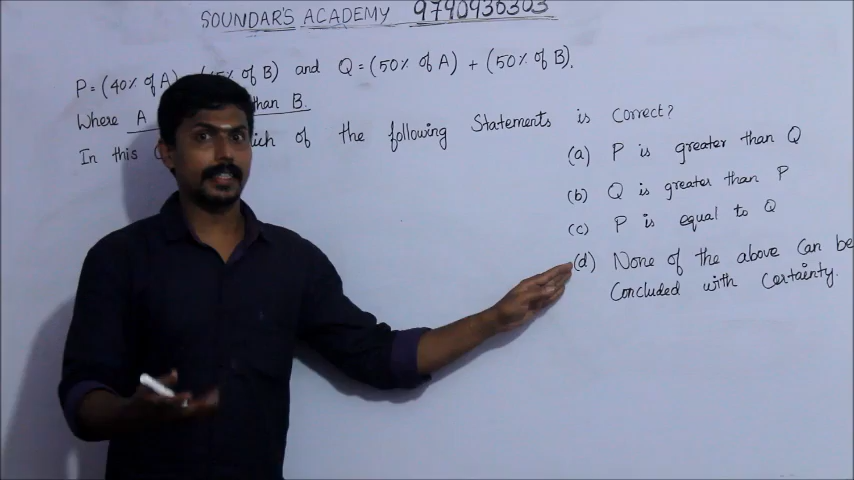 SOUNDAR'S ACADEMY 9740930303
P = (40% of A) 5% of B) and Q = (50% of A) + (50% of B).
Where A than B.
In this of the following Statements is Correct?
(a) P is greater than Q
(b) Q is greater than P
(c) P is equal to Q
(d) None of the above Can be
Concluded with Certainty.